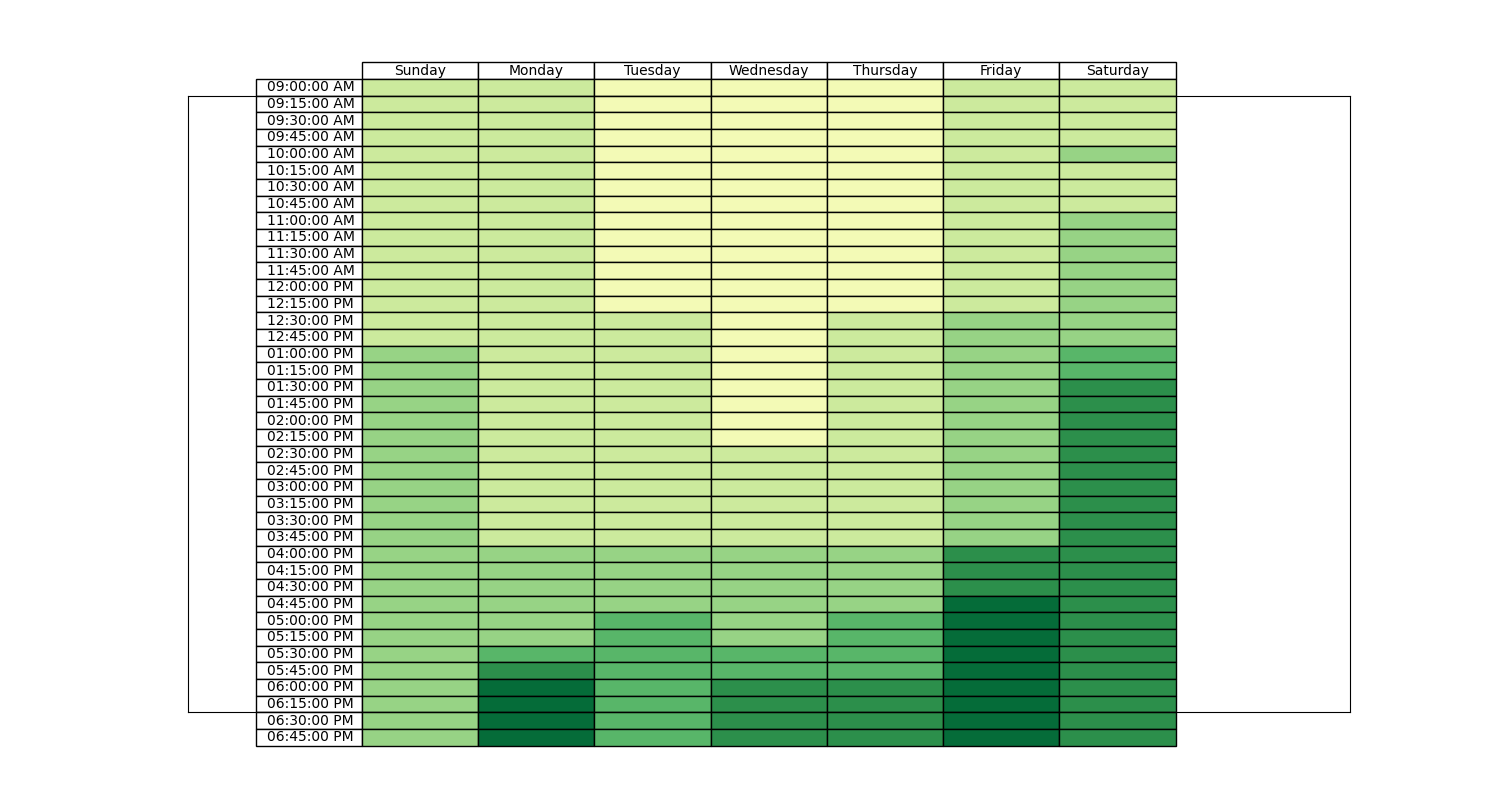 Sunday Monday Tuesday Wednesday Thursday Friday Saturday
09:00:00 AM
09:15:00 AM
09:30:00 AM
09:45:00 AM
10:00:00 AM
10:15:00 AM
10:30:00 AM
10:45:00 AM
11:00:00 AM
11:15:00 AM
11:30:00 AM
11:45:00 AM
12:00:00 PM
12:15:00 PM
12:30:00 PM
12:45:00 PM
01:00:00 PM
01:15:00 PM
01:30:00 PM
01:45:00 PM
02:00:00 PM
02:15:00 PM
02:30:00 PM
02:45:00 PM
03:00:00 PM
03:15:00 PM
03:30:00 PM
03:45:00 PM
04:00:00 PM
04:15:00 PM
04:30:00 PM
04:45:00 PM
05:00:00 PM
05:15:00 PM
05:30:00 PM
05:45:00 PM
06:00:00 PM
06:15:00 PM
06:30:00 PM
06:45:00 PM